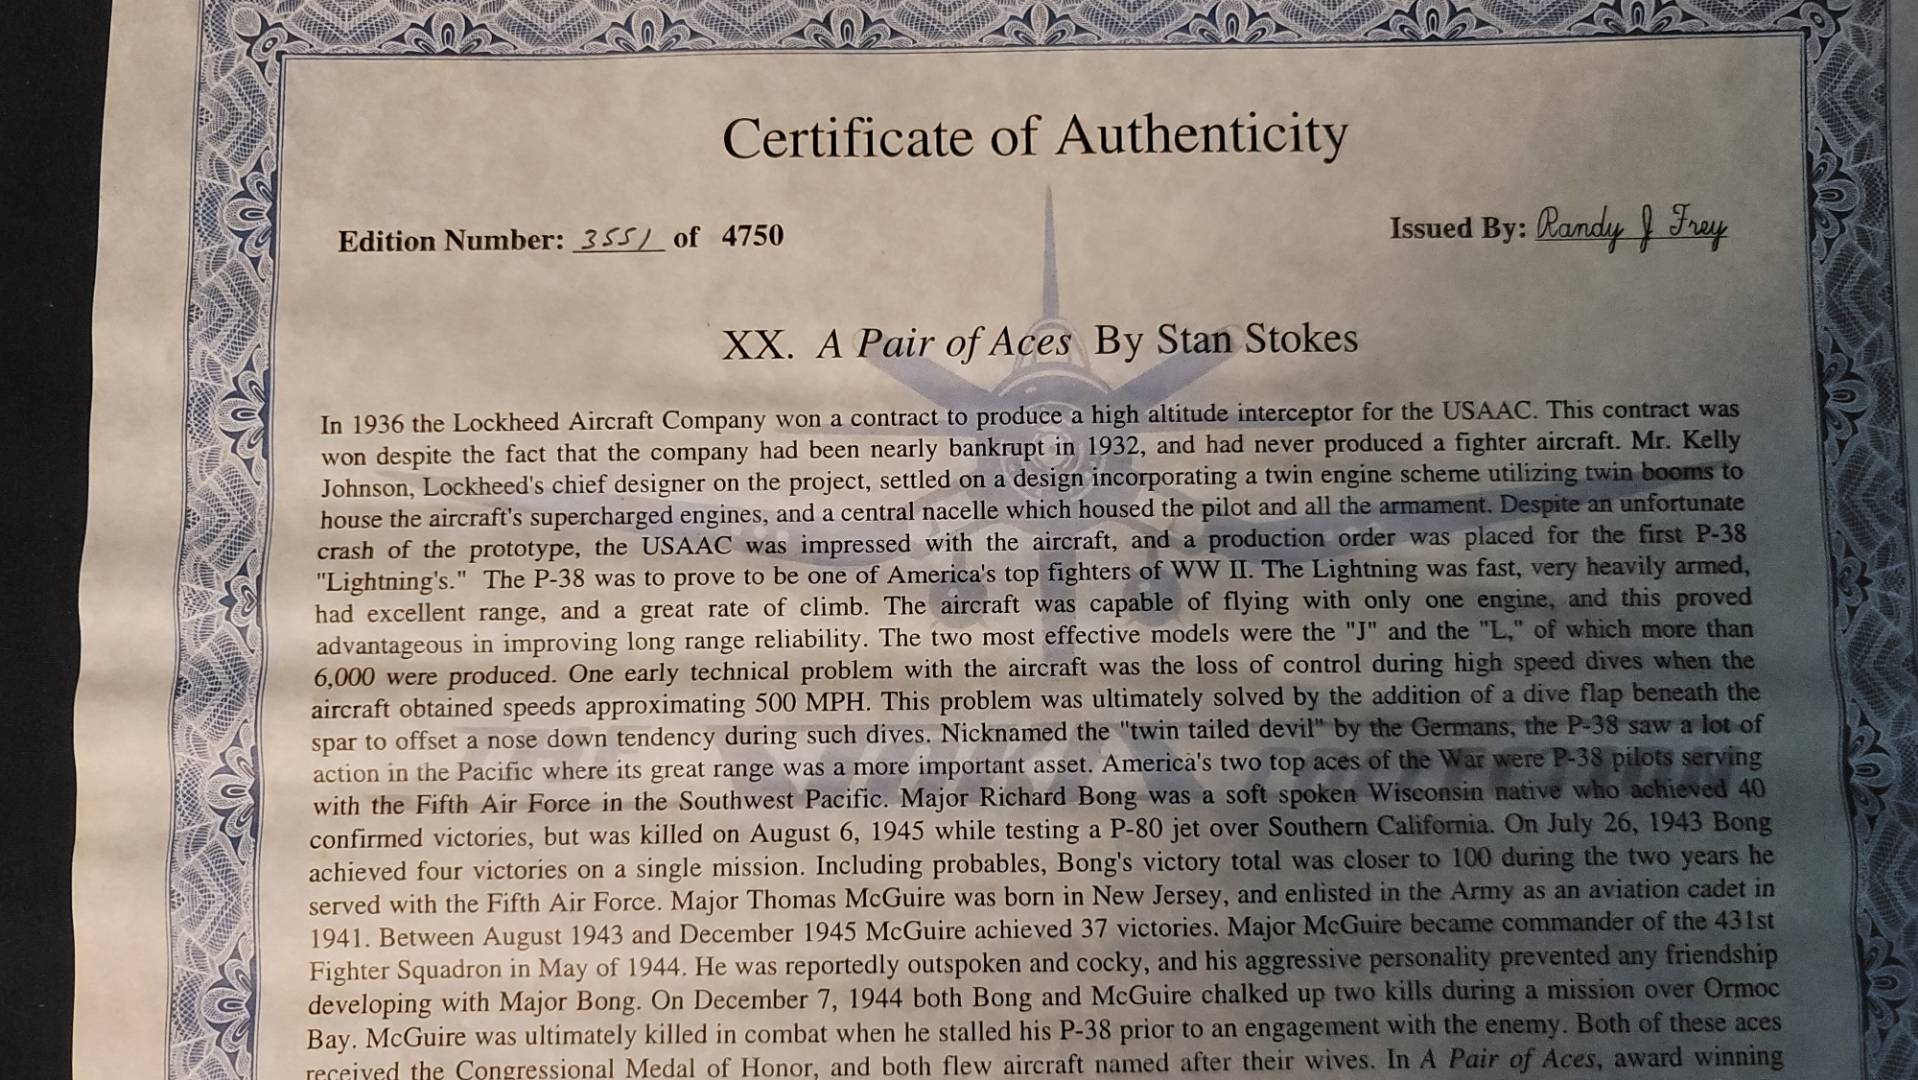 Certificate of Authenticity
Edition Number: 3551 of 4750
Issued By: Randy J Frey
XX. A Pair of Aces By Stan Stokes
In 1936 the Lockheed Aircraft Company won a contract to produce a high altitude interceptor for the USAAC. This contract was
won despite the fact that the company had been nearly bankrupt in 1932, and had never produced a fighter aircraft. Mr. Kelly
Johnson, Lockheed's chief designer on the project, settled on a design incorporating a twin engine scheme utilizing twin booms to
house the aircraft's supercharged engines, and a central nacelle which housed the pilot and all the armament. Despite an unfortunate
crash of the prototype, the USAAC was impressed with the aircraft, and a production order was placed for the first P-38
"Lightning's." The P-38 was to prove to be one of America's top fighters of WW II. The Lightning was fast, very heavily armed,
had excellent range, and a great rate of climb. The aircraft was capable of flying with only one engine, and this proved
advantageous in improving long range reliability. The two most effective models were the "J" and the "L," of which more than
6,000 were produced. One early technical problem with the aircraft was the loss of control during high speed dives when the
aircraft obtained speeds approximating 500 MPH. This problem was ultimately solved by the addition of a dive flap beneath the
spar to offset a nose down tendency during such dives. Nicknamed the "twin tailed devil" by the Germans, the P-38 saw a lot of
action in the Pacific where its great range was a more important asset. America's two top aces of the War were P-38 pilots serving
with the Fifth Air Force in the Southwest Pacific. Major Richard Bong was a soft spoken Wisconsin native who achieved 40
confirmed victories, but was killed on August 6, 1945 while testing a P-80 jet over Southern California. On July 26, 1943 Bong
achieved four victories on a single mission. Including probables, Bong's victory total was closer to 100 during the two years he
served with the Fifth Air Force. Major Thomas McGuire was born in New Jersey, and enlisted in the Army as an aviation cadet in
1941. Between August 1943 and December 1945 McGuire achieved 37 victories. Major McGuire became commander of the 431st
Fighter Squadron in May of 1944. He was reportedly outspoken and cocky, and his aggressive personality prevented any friendship
developing with Major Bong. On December 7, 1944 both Bong and McGuire chalked up two kills during a mission over Ormoc
Bay. McGuire was ultimately killed in combat when he stalled his P-38 prior to an engagement with the enemy. Both of these aces
received the Congressional Medal of Honor, and both flew aircraft named after their wives. In A Pair of Aces, award winning